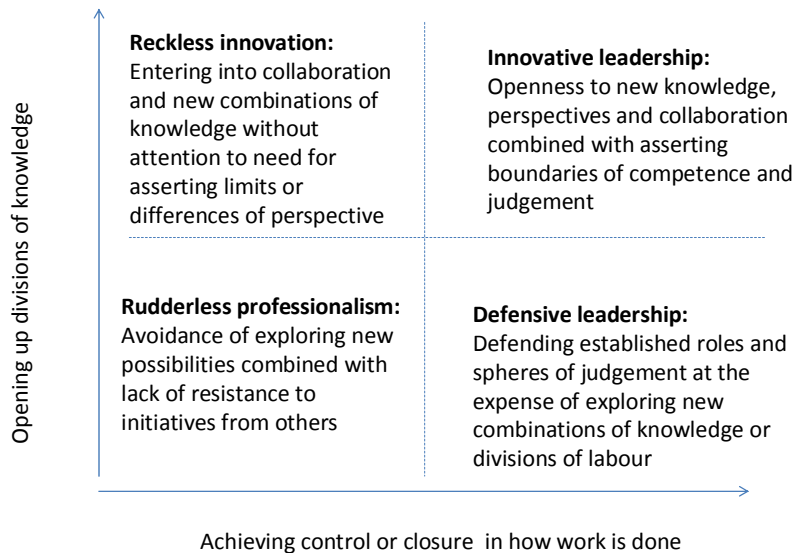 Opening up divisions of knowledge
Reckless innovation:
Entering into collaboration
and new combinations of
knowledge without
attention to need for
asserting limits or
differences of perspective
Innovative leadership:
Openness to new knowledge,
perspectives and collaboration
combined with asserting
boundaries of competence and
judgement
Rudderless professionalism:
Avoidance of exploring new
possibilities combined with
lack of resistance to
initiatives from others
Defensive leadership:
Defending established roles and
spheres of judgement at the
expense of exploring new
combinations of knowledge or
divisions of labour
Achieving control or closure in how work is done